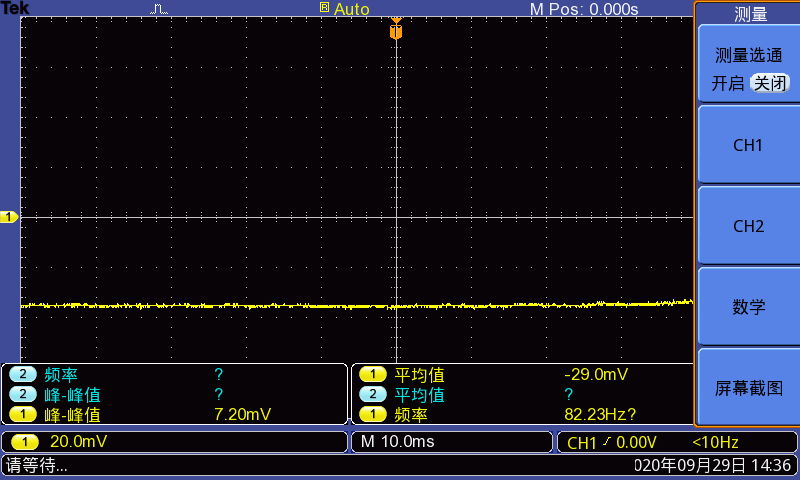 Tek
R Auto
M Pos: 0.000s
测量
测量选通
开启 关闭
CH1
CH2
数学
屏幕截图
T
1
2 频率 ?
2 峰-峰值 ?
1 峰-峰值 7.20mV
1 平均值 -29.0mV
2 平均值 ?
1 频率 82.23Hz?
1 20.0mV
M 10.0ms
CH1 0.00V <10Hz
请等待...
020年09月29日 14:36